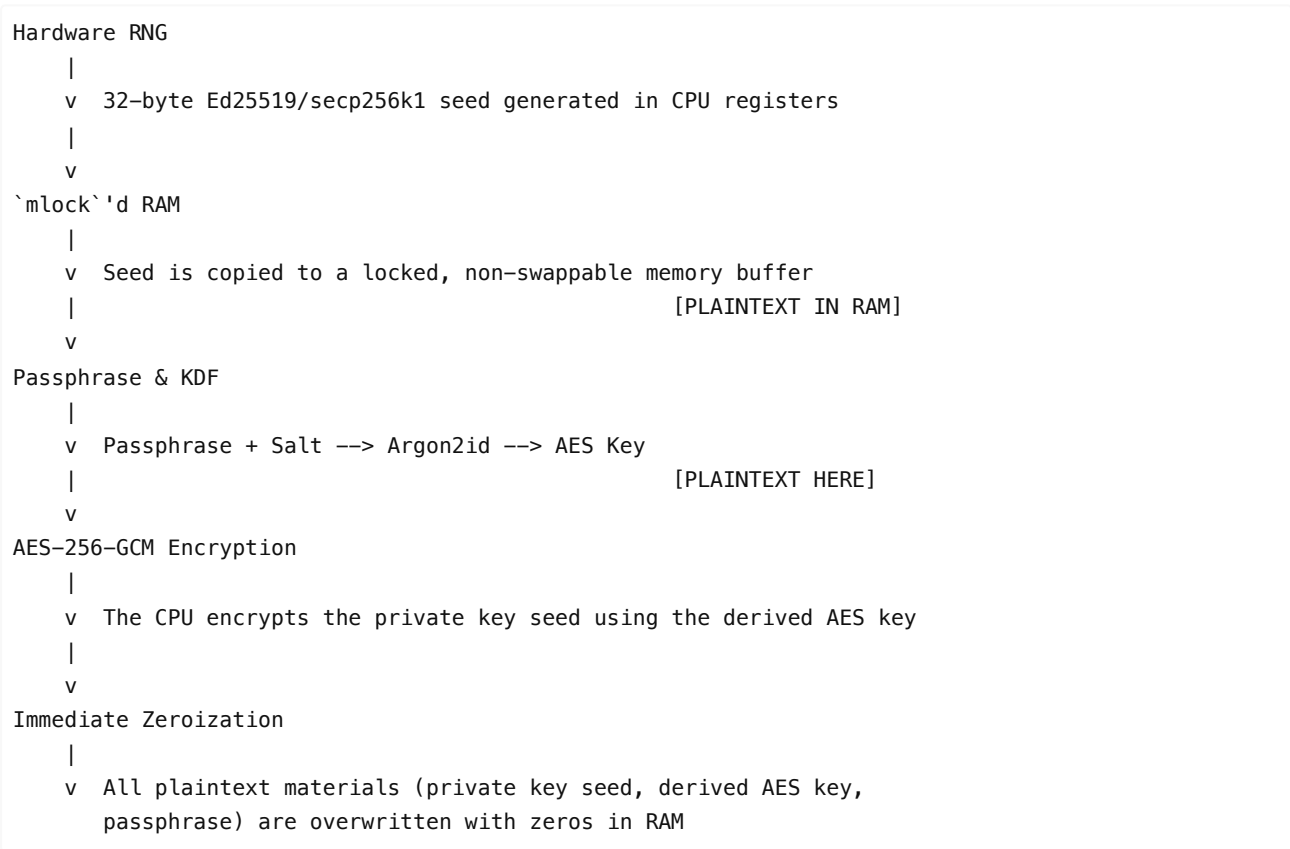 Hardware RNG
    |
    v  32-byte Ed25519/secp256k1 seed generated in CPU registers
    |
    v
`mlock`'d RAM
    |
    v  Seed is copied to a locked, non-swappable memory buffer
    |                                        [PLAINTEXT IN RAM]
    v
Passphrase & KDF
    |
    v  Passphrase + Salt --> Argon2id --> AES Key
    |                                        [PLAINTEXT HERE]
    v
AES-256-GCM Encryption
    |
    v  The CPU encrypts the private key seed using the derived AES key
    |
    v
Immediate Zeroization
    |
    v  All plaintext materials (private key seed, derived AES key,
       passphrase) are overwritten with zeros in RAM